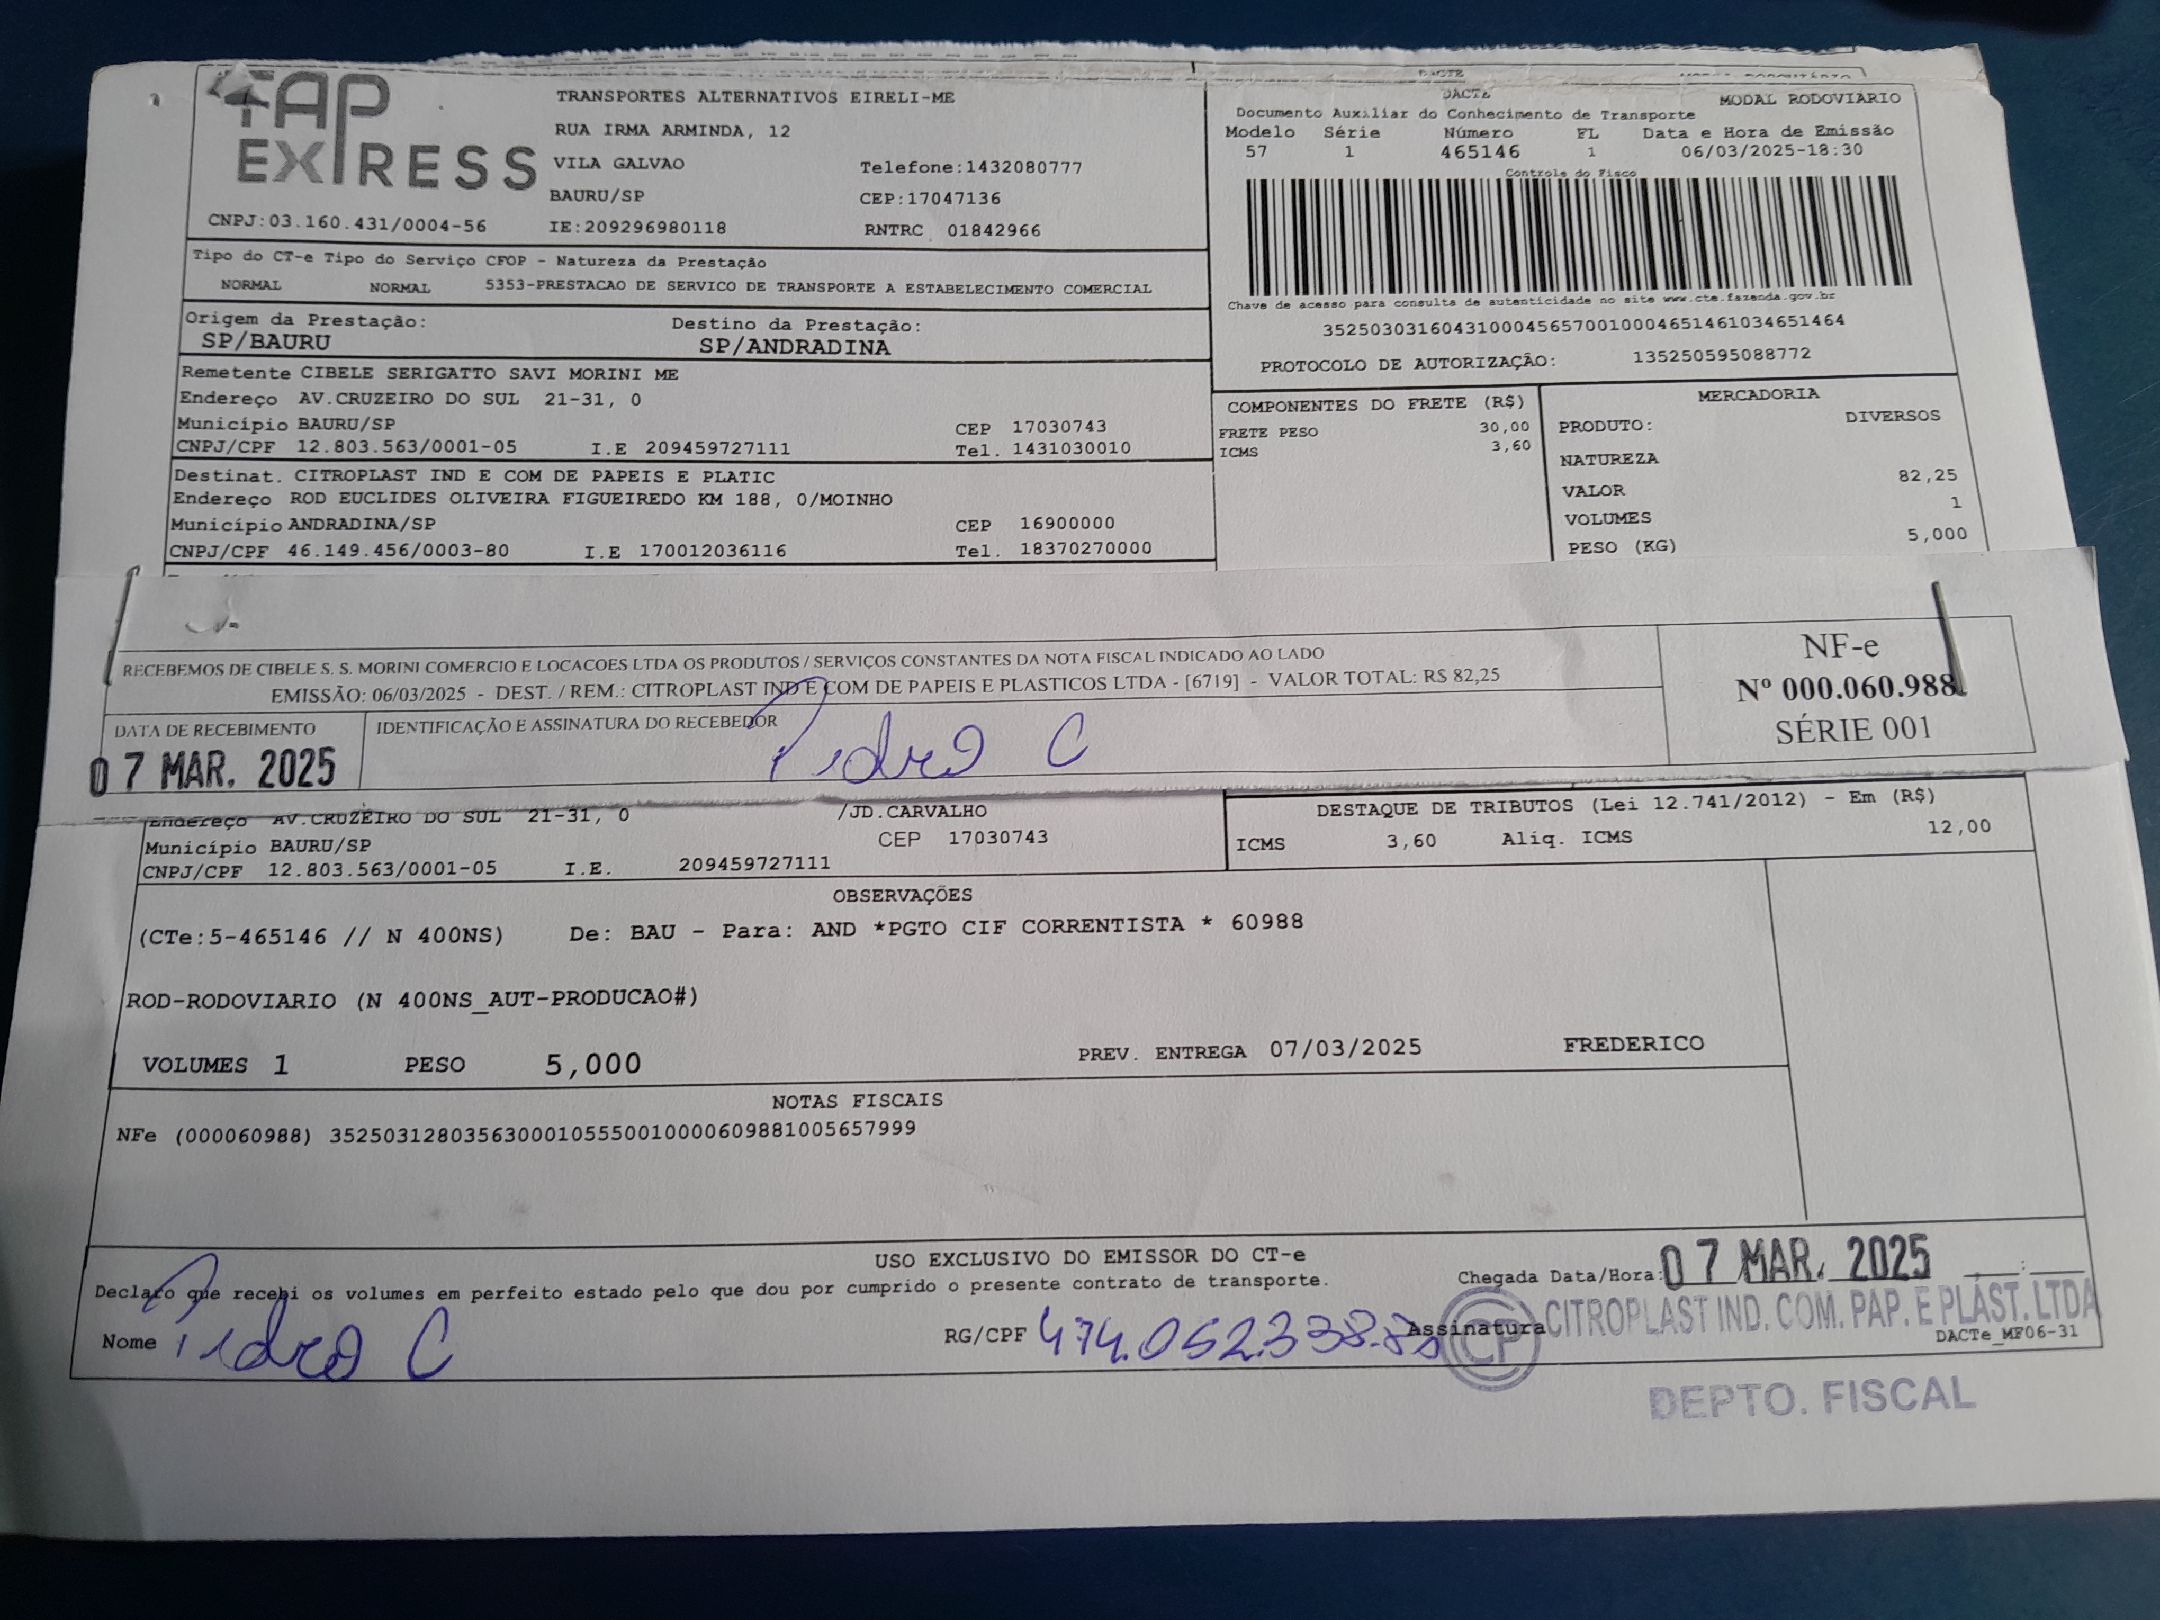 TAP EXPRESS
TRANSPORTES ALTERNATIVOS EIRELI-ME
RUA IRMA ARMINDA, 12
VILA GALVAO Telefone:1432080777
BAURU/SP CEP:17047136
CNPJ:03.160.431/0004-56 IE:209296980118 RNTRC 01842966
DACTE
DACTE MODAL RODOVIÁRIO
Documento Auxiliar do Conhecimento de Transporte
Modelo Série Número FL Data e Hora de Emissão
57 1 465146 1 06/03/2025-18:30
Controle do Fisco
Chave de acesso para consulta de autenticidade no site www.cte.fazenda.gov.br
35250303160431000456570010004651461034651464
PROTOCOLO DE AUTORIZAÇÃO: 135250595088772
Tipo do CT-e Tipo do Serviço CFOP - Natureza da Prestação
NORMAL NORMAL 5353-PRESTACAO DE SERVICO DE TRANSPORTE A ESTABELECIMENTO COMERCIAL
Origem da Prestação: Destino da Prestação:
SP/BAURU SP/ANDRADINA
Remetente CIBELE SERIGATTO SAVI MORINI ME
Endereço AV.CRUZEIRO DO SUL 21-31, 0
Município BAURU/SP CEP 17030743
CNPJ/CPF 12.803.563/0001-05 I.E 209459727111 Tel. 1431030010
Destinat. CITROPLAST IND E COM DE PAPEIS E PLATIC
Endereço ROD EUCLIDES OLIVEIRA FIGUEIREDO KM 188, 0/MOINHO
Município ANDRADINA/SP CEP 16900000
CNPJ/CPF 46.149.456/0003-80 I.E 170012036116 Tel. 18370270000
COMPONENTES DO FRETE (R$)
FRETE PESO 30,00
ICMS 3,60
MERCADORIA
PRODUTO: DIVERSOS
NATUREZA
VALOR 82,25
VOLUMES 1
PESO (KG) 5,000
RECEBEMOS DE CIBELE S. S. MORINI COMERCIO E LOCACOES LTDA OS PRODUTOS / SERVIÇOS CONSTANTES DA NOTA FISCAL INDICADO AO LADO
EMISSÃO: 06/03/2025 - DEST. / REM.: CITROPLAST IND E COM DE PAPEIS E PLASTICOS LTDA - [6719] - VALOR TOTAL: R$ 82,25
DATA DE RECEBIMENTO IDENTIFICAÇÃO E ASSINATURA DO RECEBEDOR
07 MAR. 2025 Pedro C
NF-e
Nº 000.060.988
SÉRIE 001
Endereço AV.CRUZEIRO DO SUL 21-31, 0 /JD.CARVALHO
Município BAURU/SP CEP 17030743
CNPJ/CPF 12.803.563/0001-05 I.E. 209459727111
DESTAQUE DE TRIBUTOS (Lei 12.741/2012) - Em (R$)
ICMS 3,60 Aliq. ICMS 12,00
OBSERVAÇÕES
(CTe:5-465146 // N 400NS) De: BAU - Para: AND *PGTO CIF CORRENTISTA * 60988
ROD-RODOVIARIO (N 400NS_AUT-PRODUCAO#)
VOLUMES 1 PESO 5,000 PREV. ENTREGA 07/03/2025 FREDERICO
NOTAS FISCAIS
NFe (000060988) 35250312803563000105550010000609881005657999
USO EXCLUSIVO DO EMISSOR DO CT-e
Declaro que recebi os volumes em perfeito estado pelo que dou por cumprido o presente contrato de transporte.
Chegada Data/Hora: 07 MAR. 2025 __:__
Nome Pedro C RG/CPF 474.052.338-80 Assinatura
CP CITROPLAST IND. COM. PAP. E PLÁST. LTDA
DACTe_MF06-31
DEPTO. FISCAL